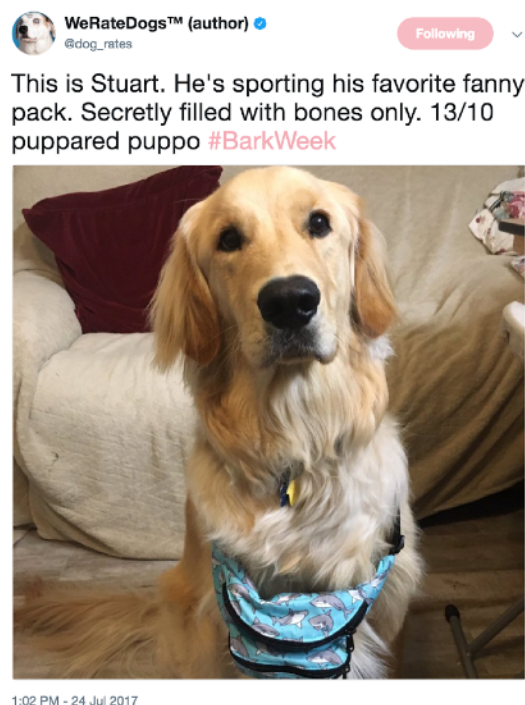 WeRateDogs™ (author)
@dog_rates
Following
This is Stuart. He's sporting his favorite fanny
pack. Secretly filled with bones only. 13/10
puppared puppo #BarkWeek
1:02 PM - 24 Jul 2017